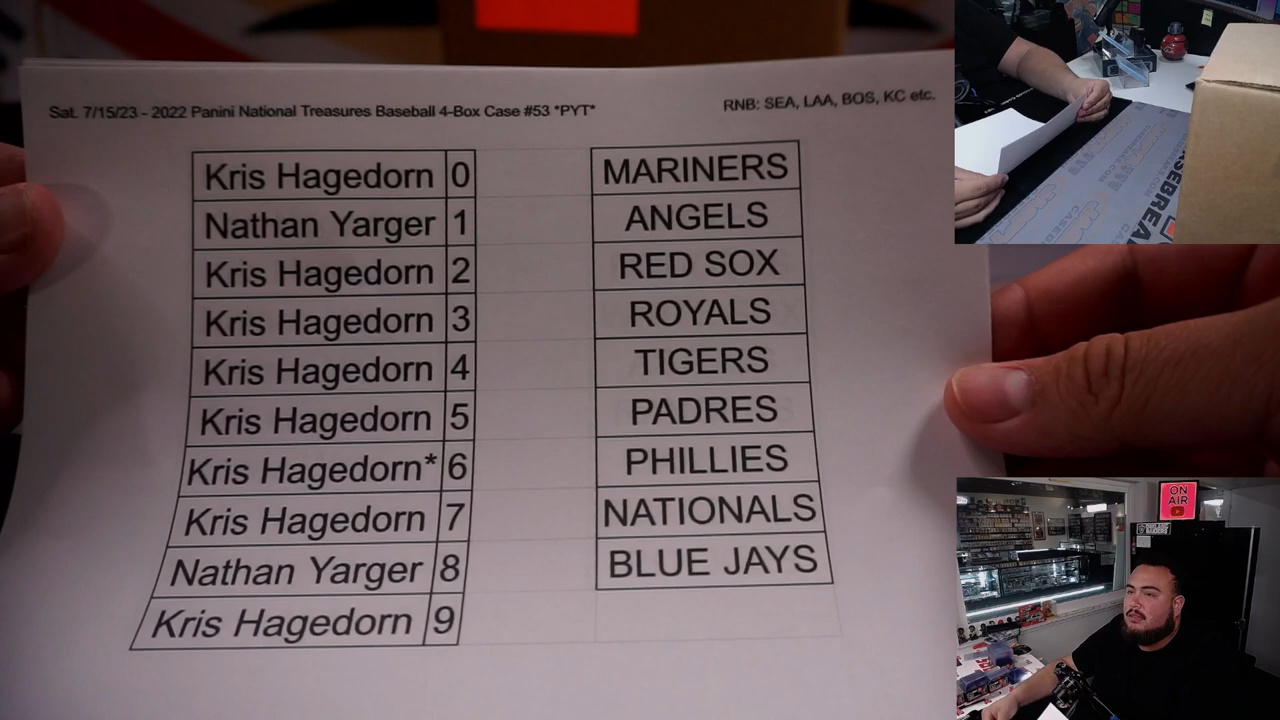 Sat. 7/15/23 - 2022 Panini National Treasures Baseball 4-Box Case #53 *PYT*
RNB: SEA, LAA, BOS, KC etc.
Kris Hagedorn 0 MARINERS
Nathan Yarger 1 ANGELS
Kris Hagedorn 2 RED SOX
Kris Hagedorn 3 ROYALS
Kris Hagedorn 4 TIGERS
Kris Hagedorn 5 PADRES
Kris Hagedorn* 6 PHILLIES
Kris Hagedorn 7 NATIONALS
Nathan Yarger 8 BLUE JAYS
Kris Hagedorn 9
ON
AIR